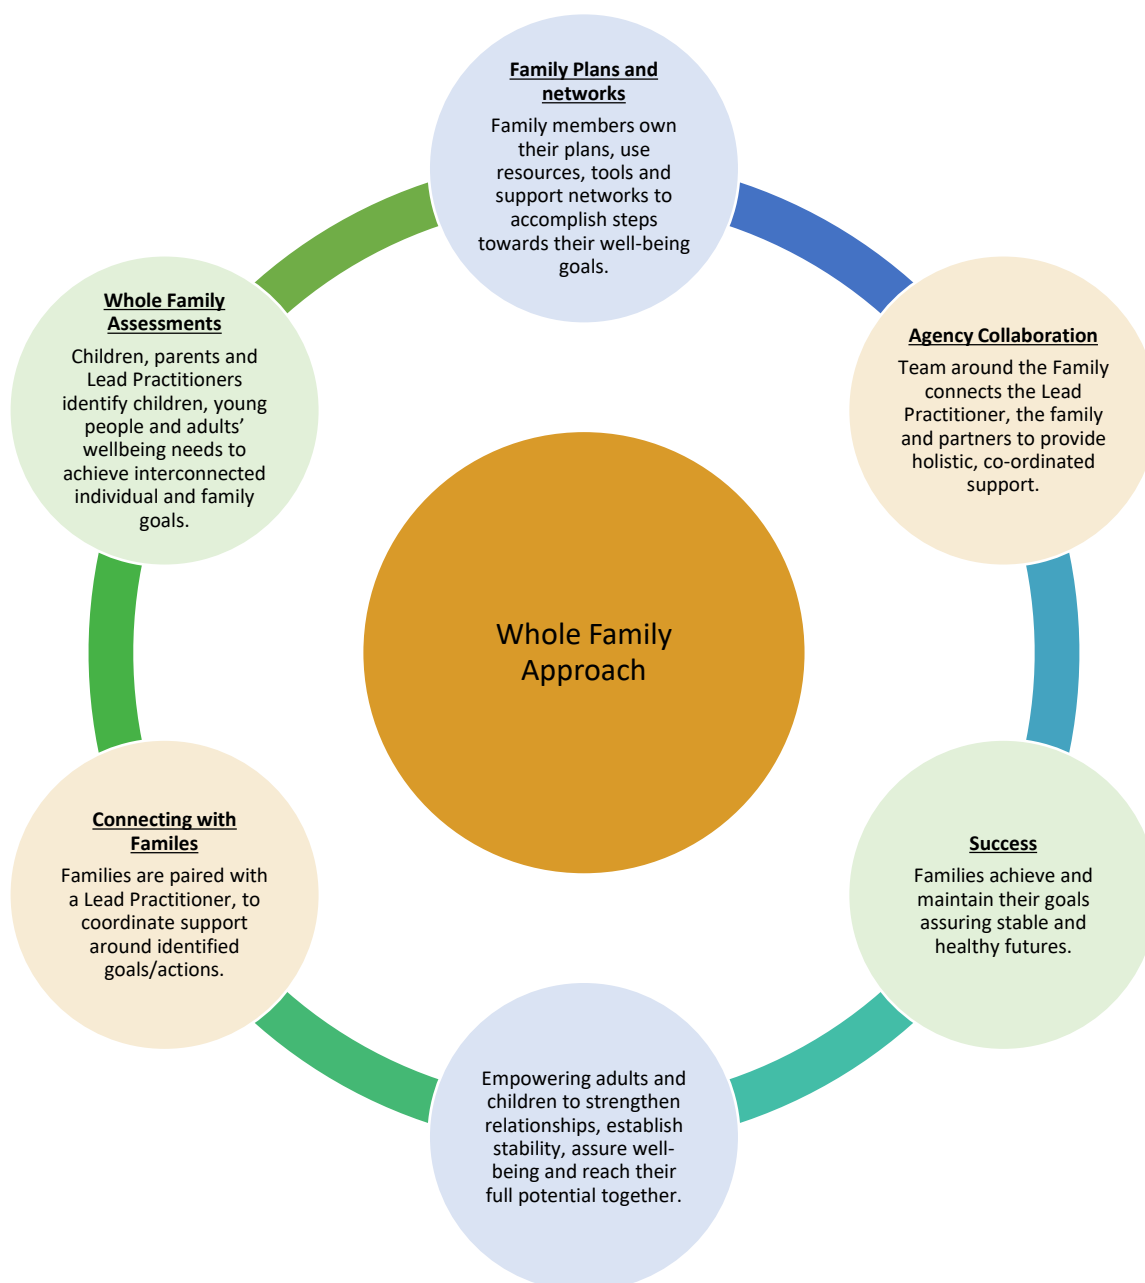 Family Plans and
networks
Family members own
their plans, use
resources, tools and
support networks to
accomplish steps
towards their well-being
goals.
Agency Collaboration
Team around the Family
connects the Lead
Practitioner, the family
and partners to provide
holistic, co-ordinated
support.
Success
Families achieve and
maintain their goals
assuring stable and
healthy futures.
Empowering adults and
children to strengthen
relationships, establish
stability, assure well-
being and reach their
full potential together.
Connecting with
Familes
Families are paired with
a Lead Practitioner, to
coordinate support
around identified
goals/actions.
Whole Family
Assessments
Children, parents and
Lead Practitioners
identify children, young
people and adults’
wellbeing needs to
achieve interconnected
individual and family
goals.
Whole Family
Approach